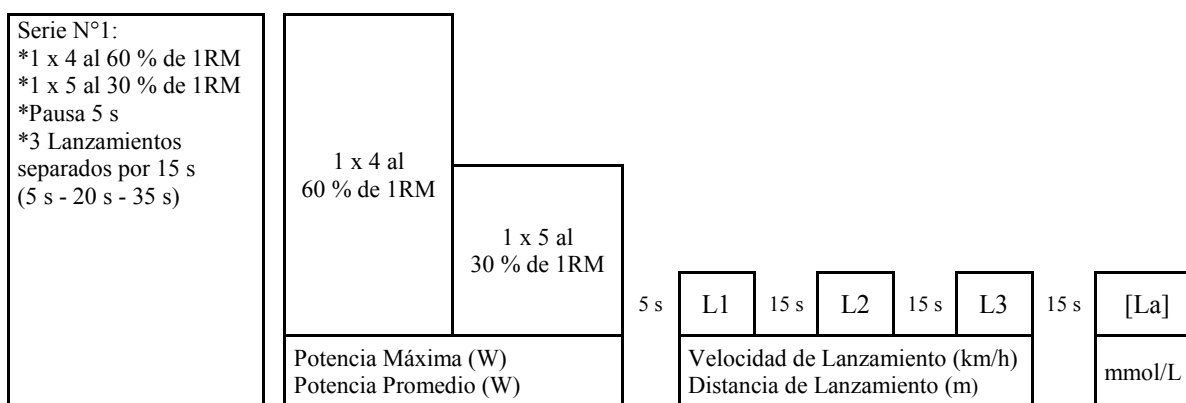 Serie N°1:
*1 x 4 al 60 % de 1RM
*1 x 5 al 30 % de 1RM
*Pausa 5 s
*3 Lanzamientos
separados por 15 s
(5 s - 20 s - 35 s)
1 x 4 al
60 % de 1RM
1 x 5 al
30 % de 1RM
5 s
L1
15 s
L2
15 s
L3
15 s
[La]
Potencia Máxima (W)
Potencia Promedio (W)
Velocidad de Lanzamiento (km/h)
Distancia de Lanzamiento (m)
mmol/L